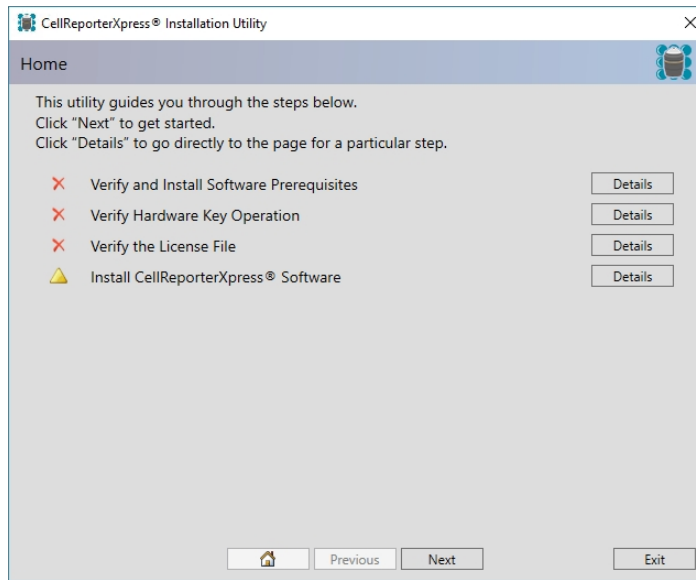 CellReporterXpress® Installation Utility
Home
This utility guides you through the steps below.
Click “Next” to get started.
Click “Details” to go directly to the page for a particular step.
Verify and Install Software Prerequisites Details
Verify Hardware Key Operation Details
Verify the License File Details
Install CellReporterXpress® Software Details
Previous Next Exit